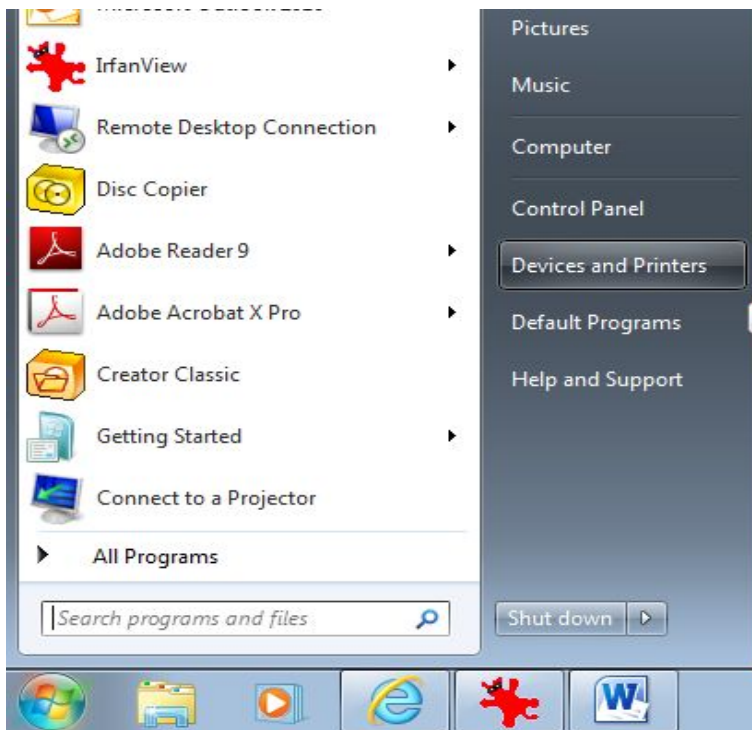 IrfanView
Remote Desktop Connection
Disc Copier
Adobe Reader 9
Adobe Acrobat X Pro
Creator Classic
Getting Started
Connect to a Projector
All Programs
Search programs and files
Pictures
Music
Computer
Control Panel
Devices and Printers
Default Programs
Help and Support
Shut down
W